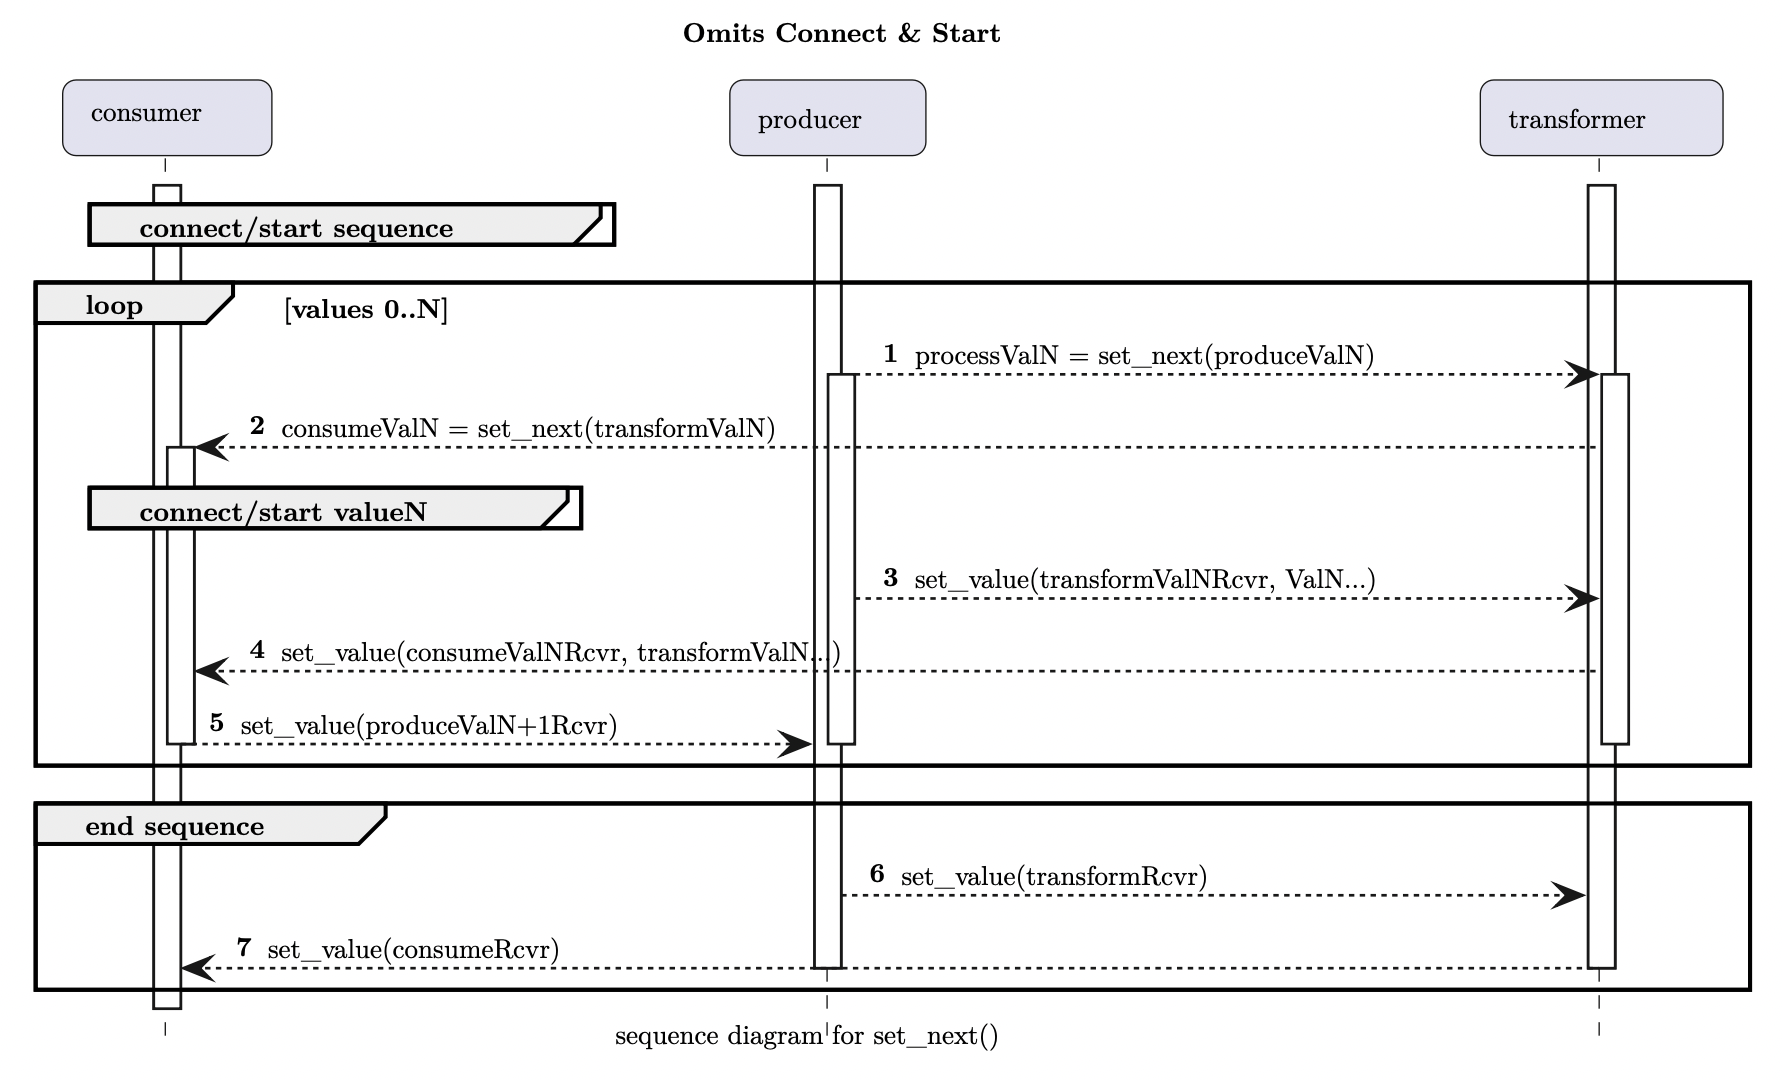 Omits Connect & Start
consumer
producer
transformer
connect/start sequence
loop
[values 0..N]
1 processValN = set_next(produceValN)
2 consumeValN = set_next(transformValN)
connect/start valueN
3 set_value(transformValNRcvr, ValN...)
4 set_value(consumeValNRcvr, transformValN...)
5 set_value(produceValN+1Rcvr)
end sequence
6 set_value(transformRcvr)
7 set_value(consumeRcvr)
sequence diagram for set_next()